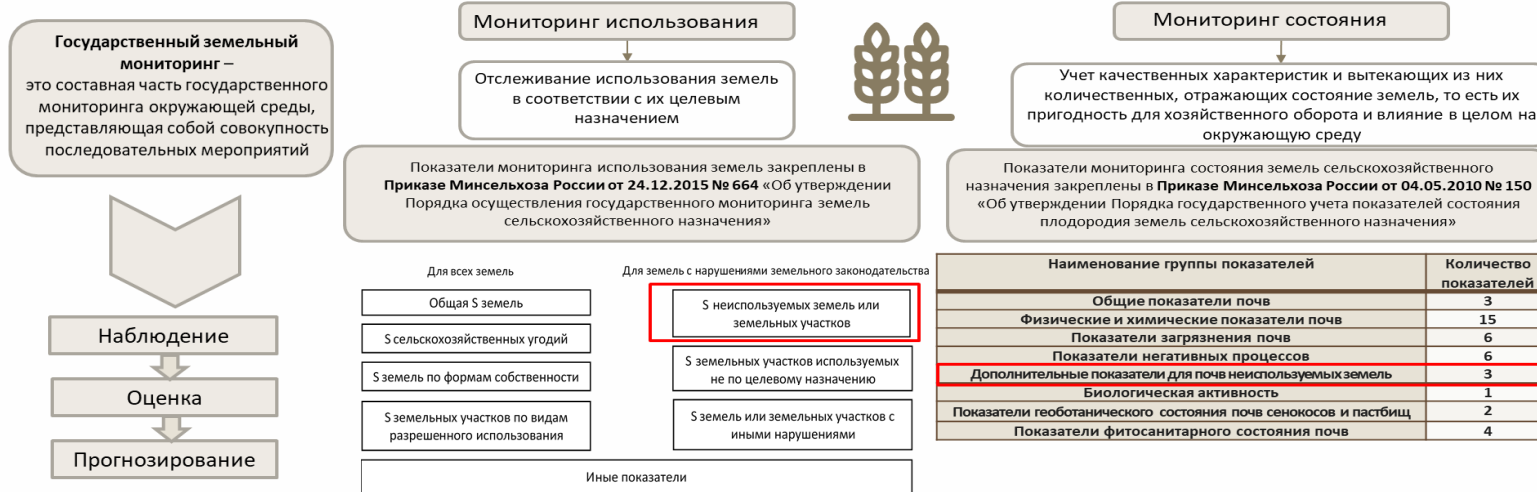 Государственный земельный
мониторинг –
это составная часть государственного
мониторинга окружающей среды,
представляющая собой совокупность
последовательных мероприятий
Наблюдение
Оценка
Прогнозирование
Мониторинг использования
Отслеживание использования земель
в соответствии с их целевым
назначением
Показатели мониторинга использования земель закреплены в
Приказе Минсельхоза России от 24.12.2015 № 664 «Об утверждении
Порядка осуществления государственного мониторинга земель
сельскохозяйственного назначения»
Для всех земель
Общая S земель
S сельскохозяйственных угодий
S земель по формам собственности
S земельных участков по видам
разрешенного использования
Для земель с нарушениями земельного законодательства
S неиспользуемых земель или
земельных участков
S земельных участков используемых
не по целевому назначению
S земель или земельных участков с
иными нарушениями
Иные показатели
Мониторинг состояния
Учет качественных характеристик и вытекающих из них
количественных, отражающих состояние земель, то есть их
пригодность для хозяйственного оборота и влияние в целом на
окружающую среду
Показатели мониторинга состояния земель сельскохозяйственного
назначения закреплены в Приказе Минсельхоза России от 04.05.2010 № 150
«Об утверждении Порядка государственного учета показателей состояния
плодородия земель сельскохозяйственного назначения»
Наименование группы показателей Количество
показателей
Общие показатели почв 3
Физические и химические показатели почв 15
Показатели загрязнения почв 6
Показатели негативных процессов 6
Дополнительные показатели для почв неиспользуемых земель 3
Биологическая активность 1
Показатели геоботанического состояния почв сенокосов и пастбищ 2
Показатели фитосанитарного состояния почв 4